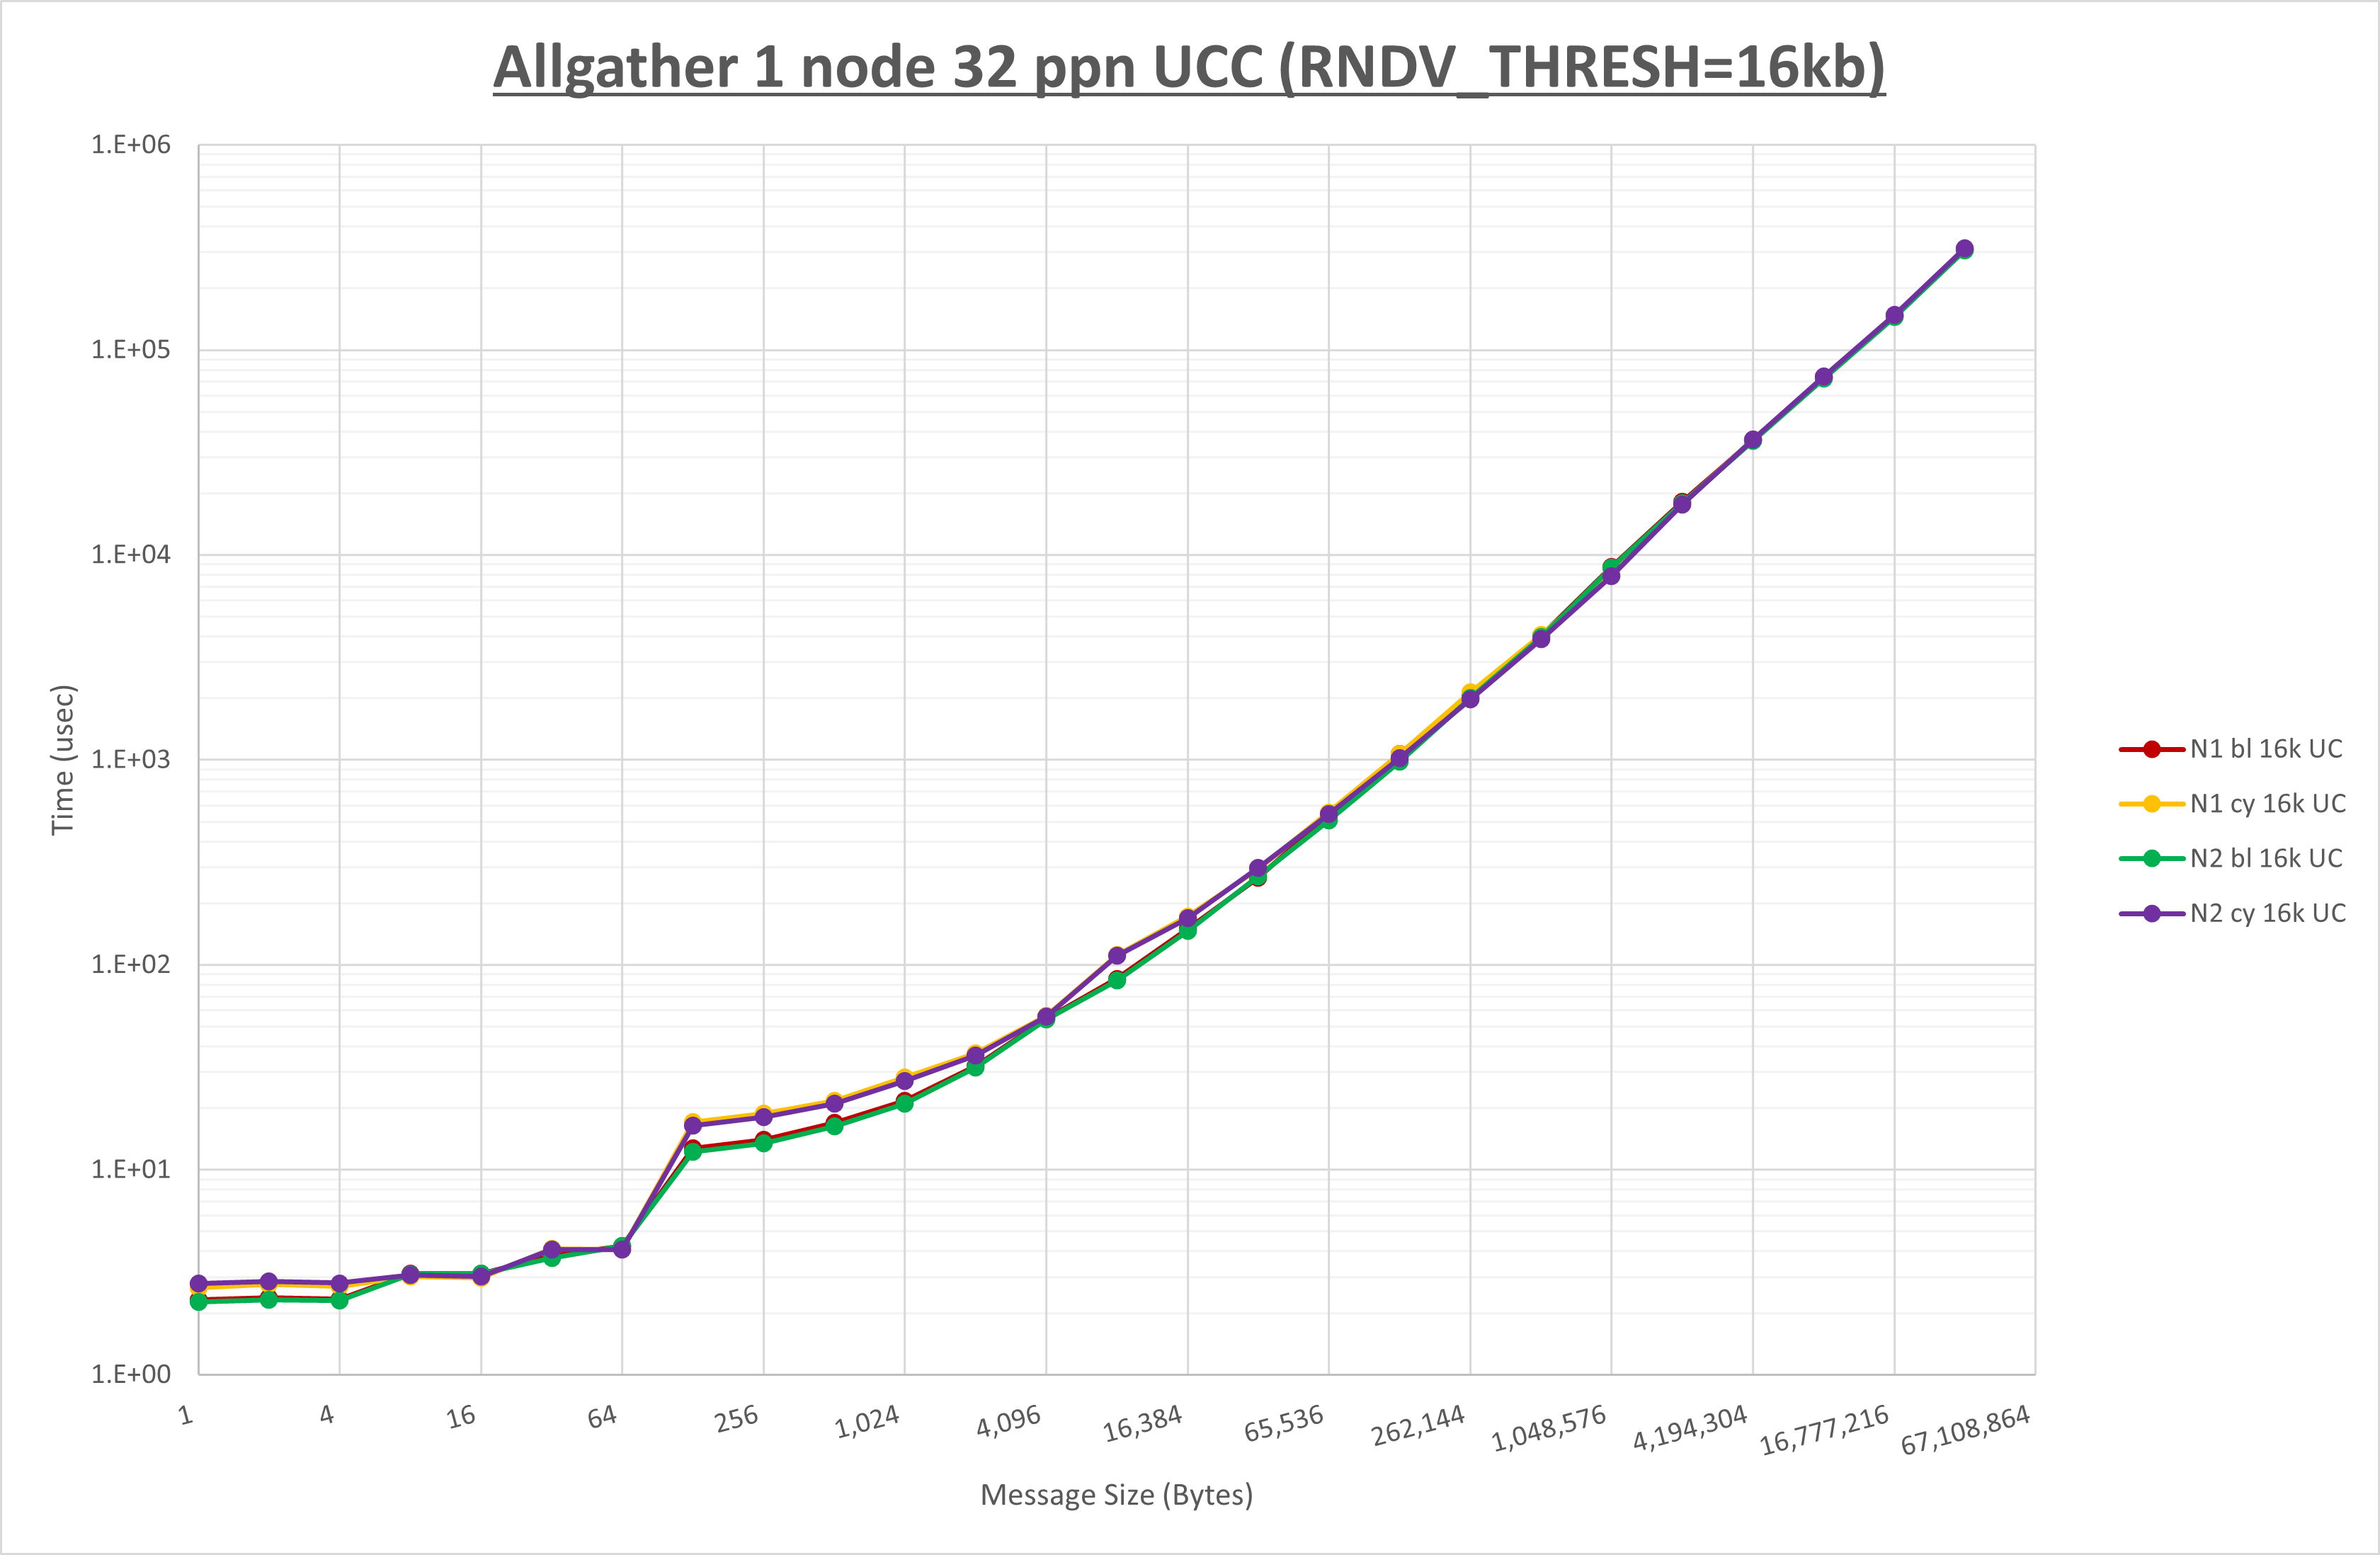 Allgather 1 node 32 ppn UCC (RNDV_THRESH=16kb)
1.E+06
1.E+05
1.E+04
1.E+03
1.E+02
1.E+01
1.E+00
Time (usec)
1 4 16 64 256 1,024 4,096 16,384 65,536 262,144 1,048,576 4,194,304 16,777,216 67,108,864
Message Size (Bytes)
N1 bl 16k UC
N1 cy 16k UC
N2 bl 16k UC
N2 cy 16k UC